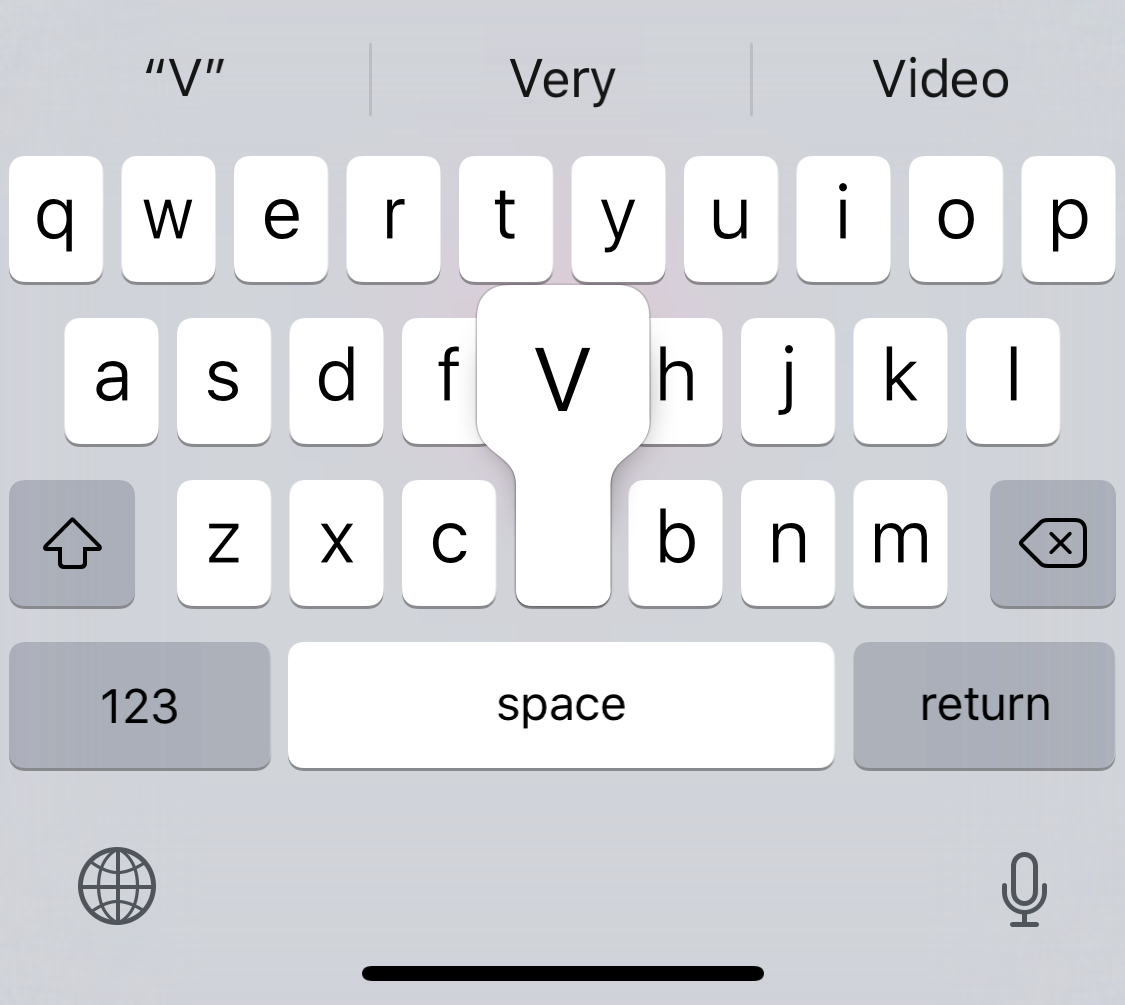 “V” Very Video
q w e r t y u i o p
a s d f V h j k l
z x c b n m
123 space return